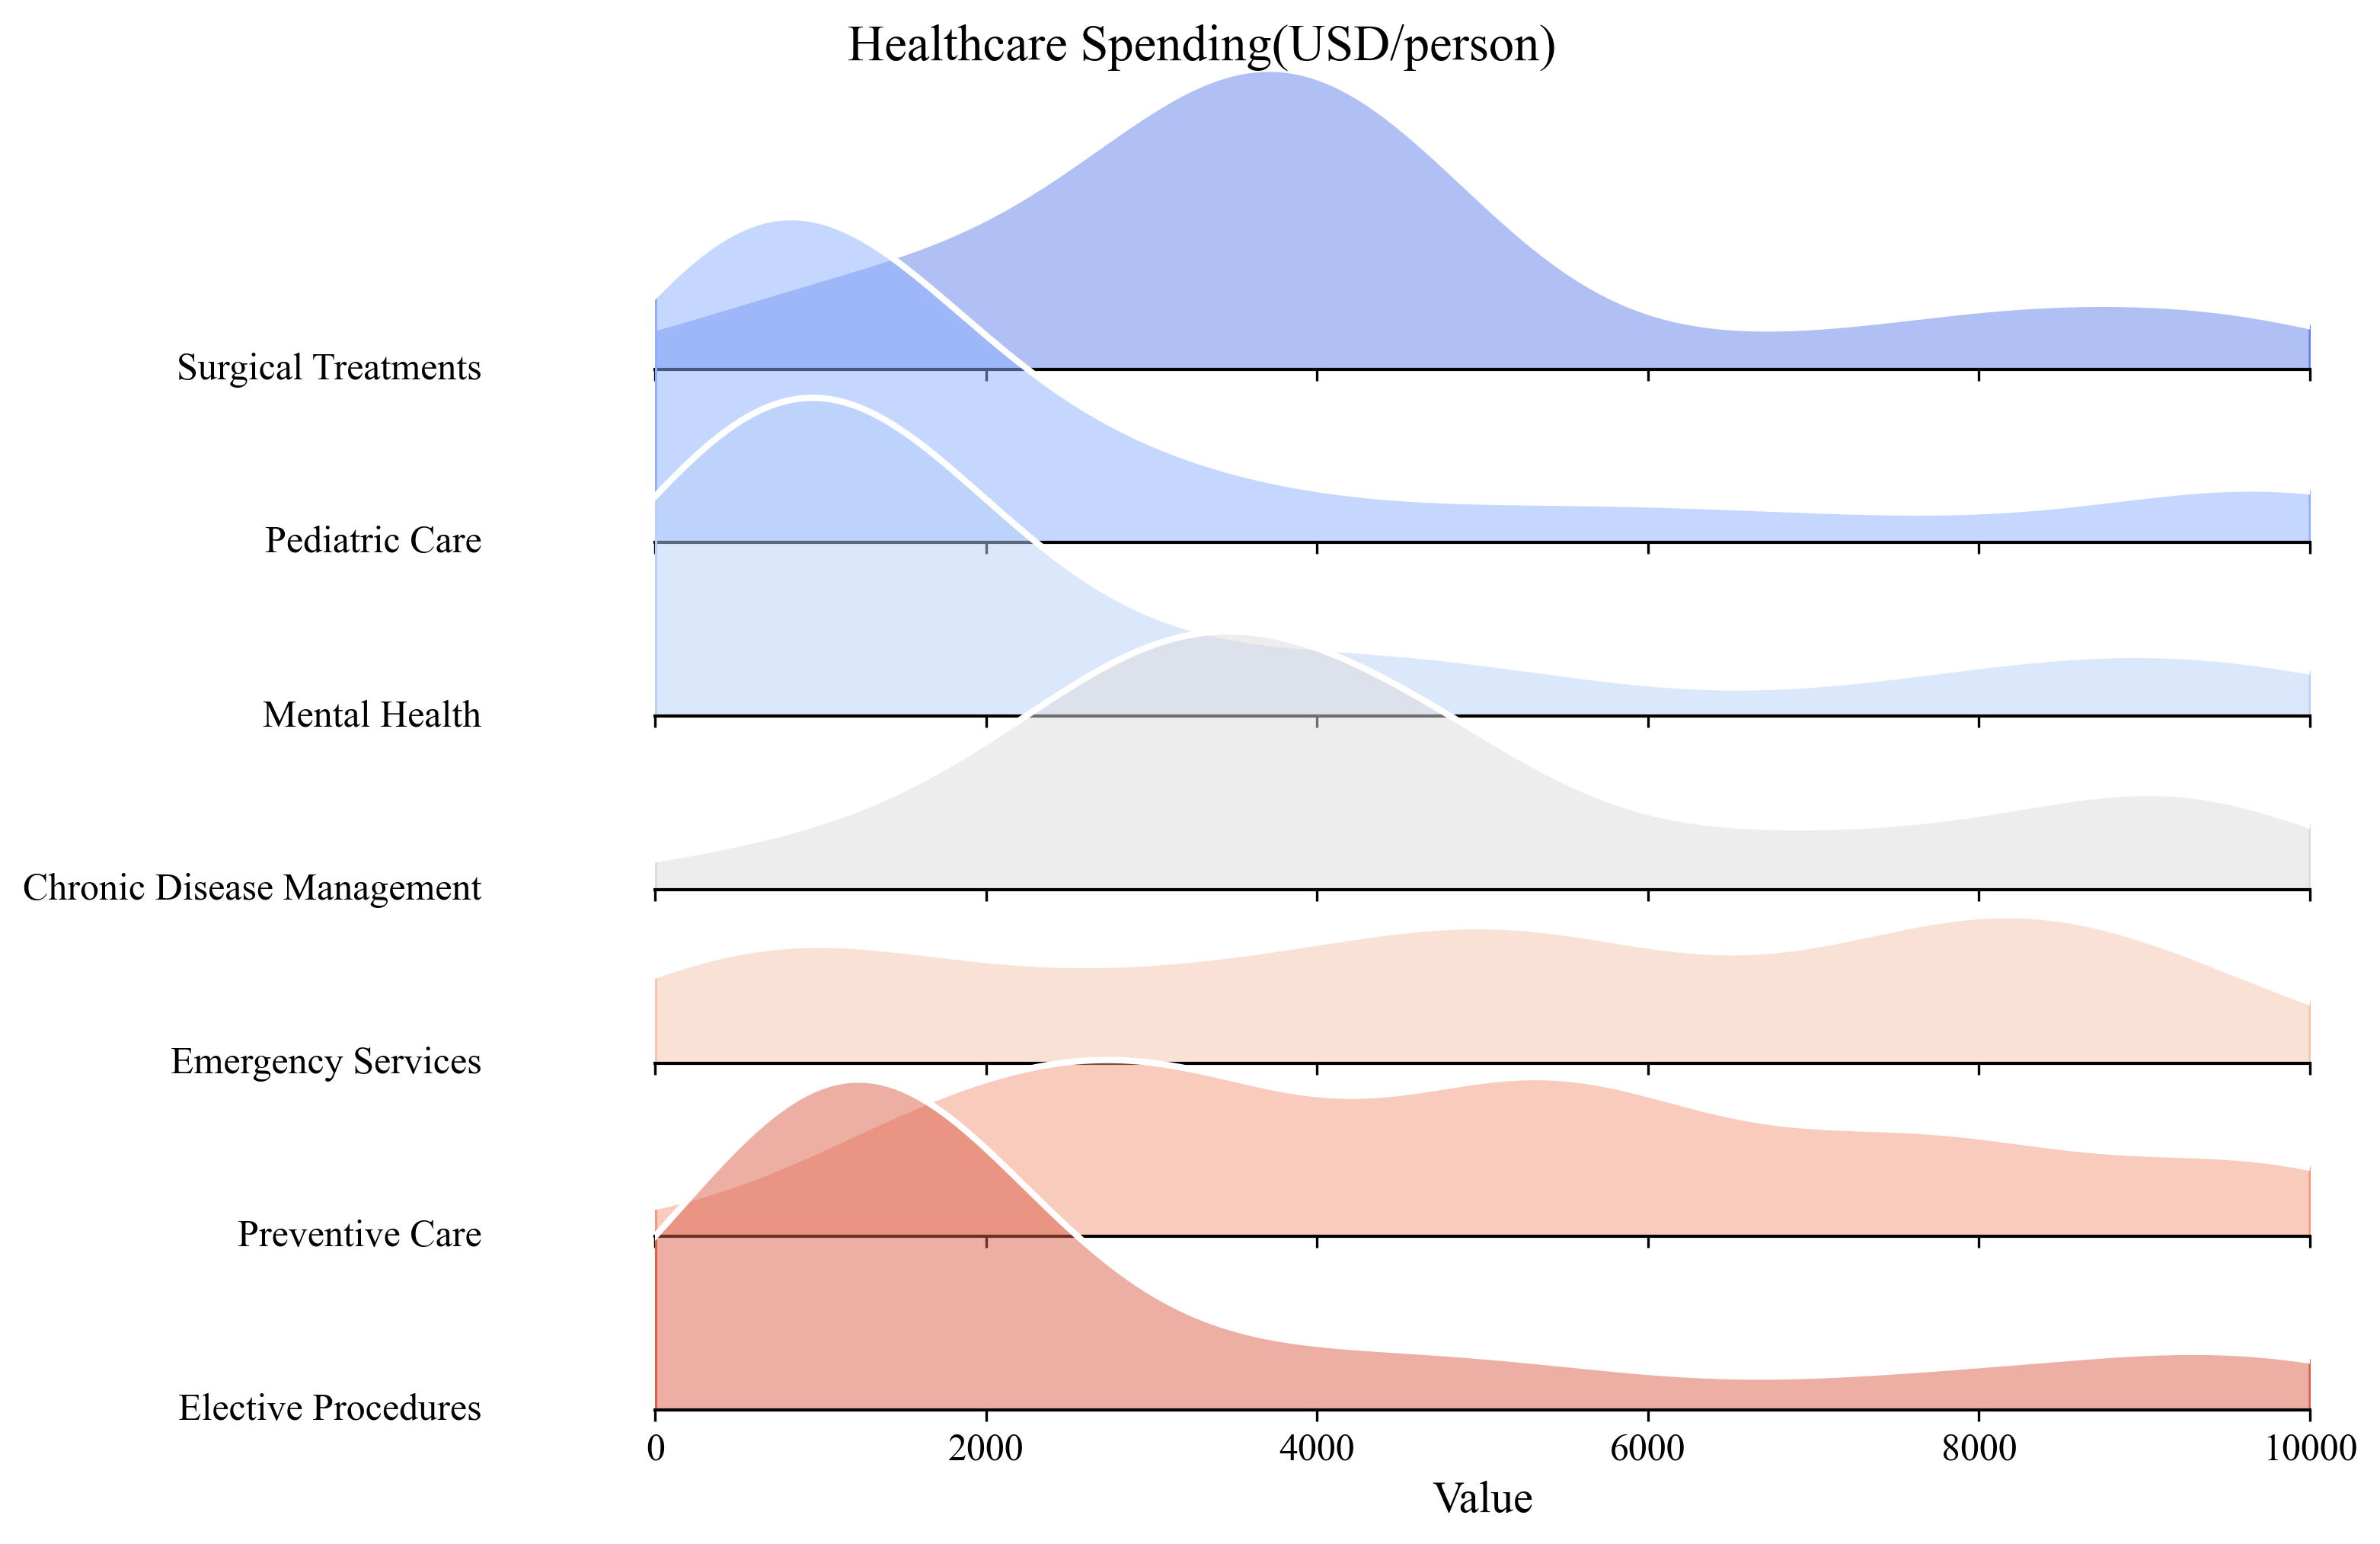 Healthcare Spending(USD/person)
Surgical Treatments
Pediatric Care
Mental Health
Chronic Disease Management
Emergency Services
Preventive Care
Elective Procedures
0 2000 4000 6000 8000 10000
Value